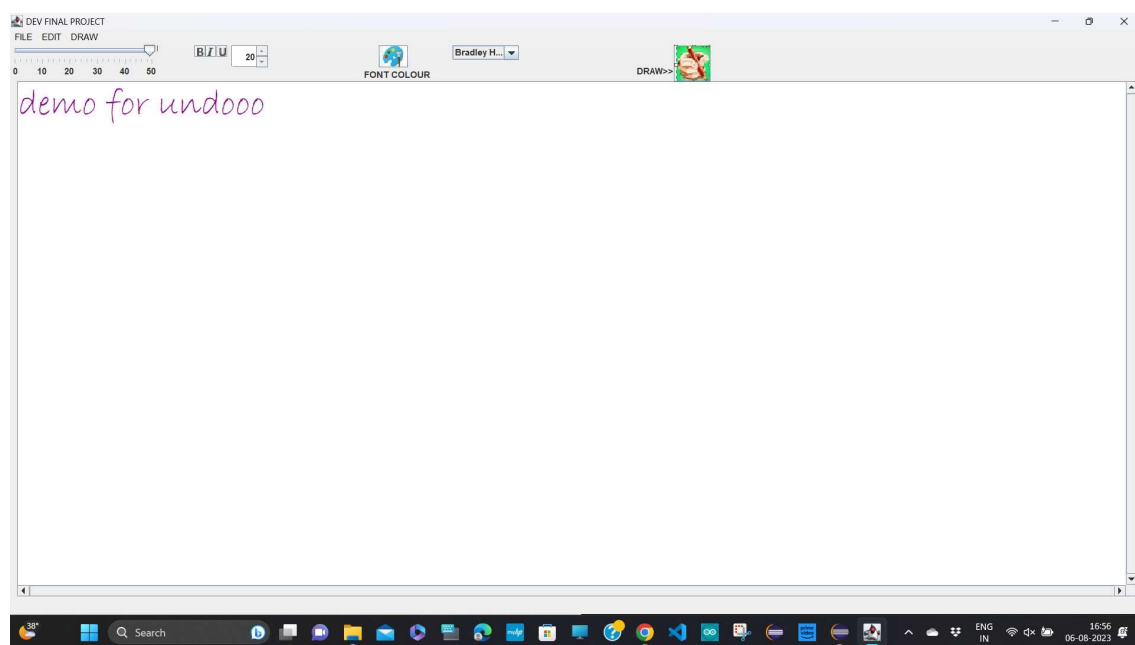 DEV FINAL PROJECT
FILE EDIT DRAW
B I U 20 Bradley H...
0 10 20 30 40 50
FONT COLOUR
DRAW>>
demo for undooo
38°
Search
ENG
IN
16:56
06-08-2023